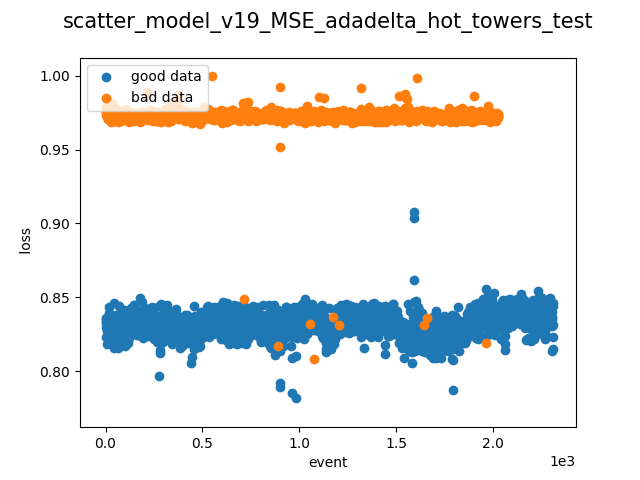 scatter_model_v19_MSE_adadelta_hot_towers_test
good data
bad data
1.00
0.95
0.90
0.85
0.80
loss
0.0
0.5
1.0
1.5
2.0
1e3
event